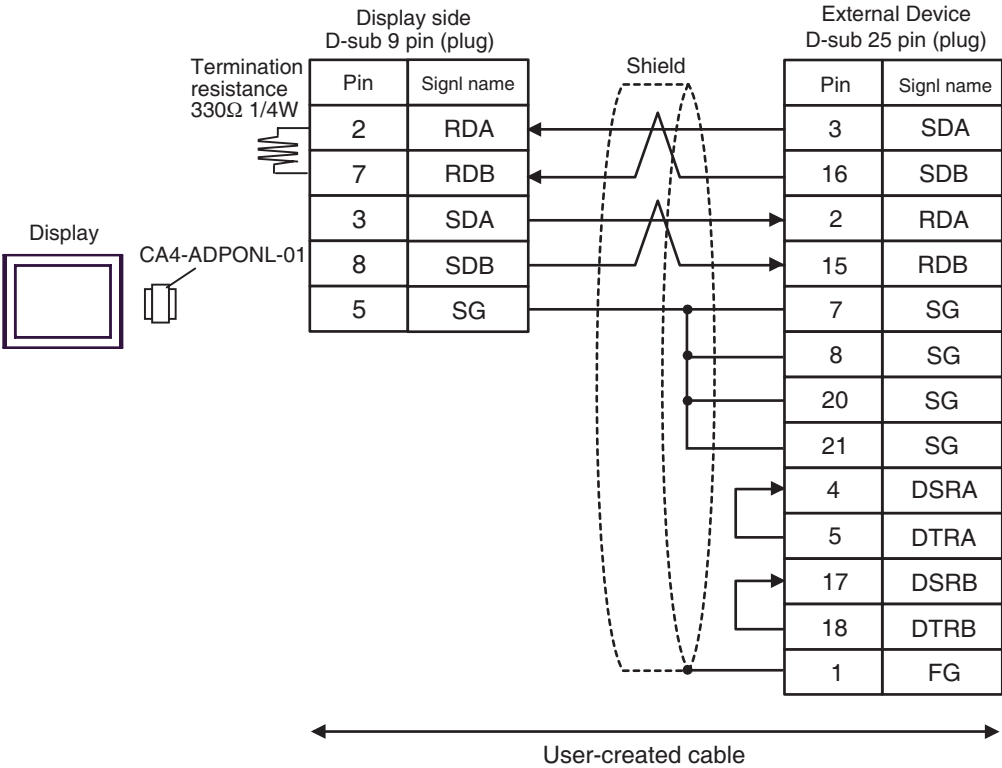 Display side
D-sub 9 pin (plug)
External Device
D-sub 25 pin (plug)
Termination
resistance
330Ω 1/4W
Shield
Pin Signl name
2 RDA
7 RDB
3 SDA
8 SDB
5 SG
Display
CA4-ADPONL-01
Pin Signl name
3 SDA
16 SDB
2 RDA
15 RDB
7 SG
8 SG
20 SG
21 SG
4 DSRA
5 DTRA
17 DSRB
18 DTRB
1 FG
User-created cable